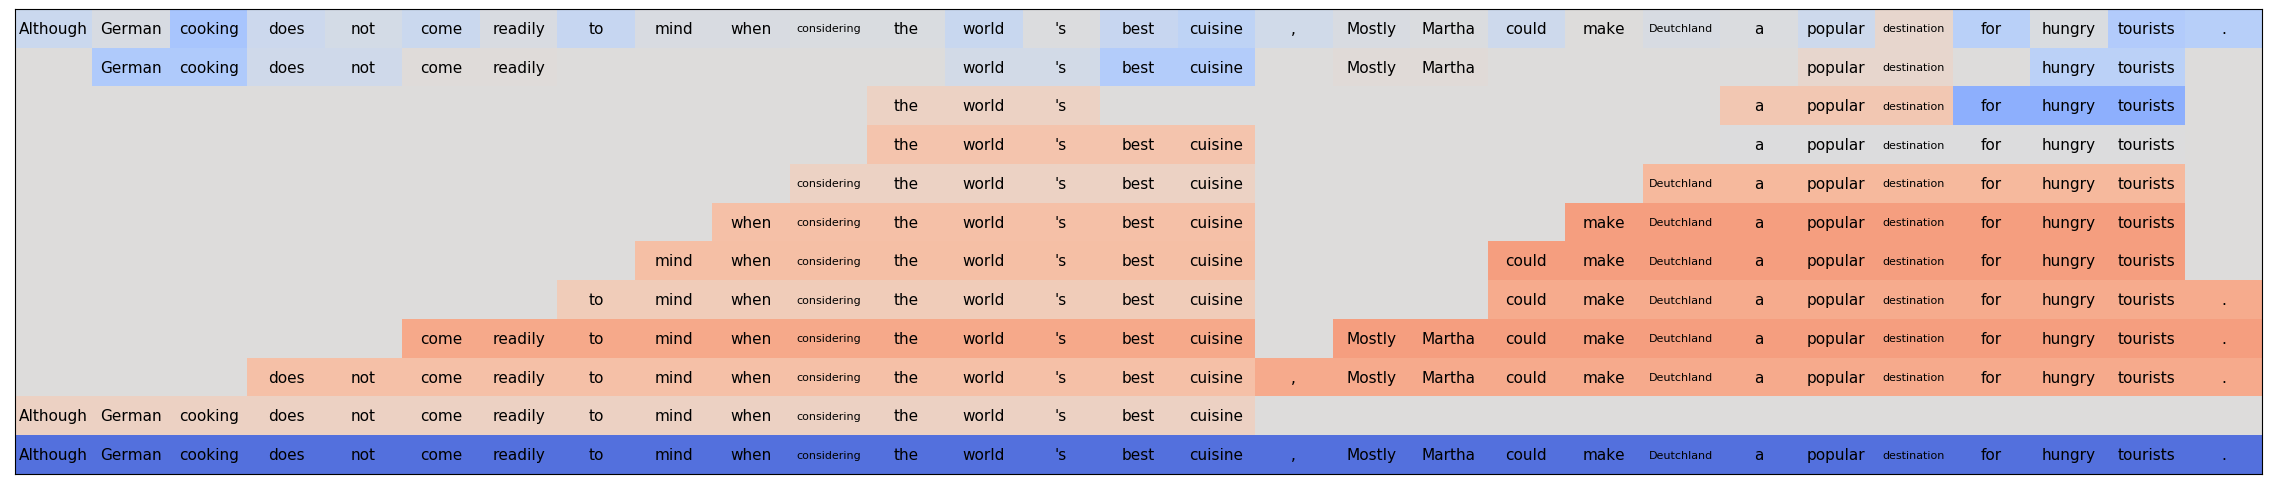 Although German cooking does not come readily to mind when considering the world 's best cuisine , Mostly Martha could make Deutchland a popular destination for hungry tourists .
German cooking does not come readily world 's best cuisine Mostly Martha popular destination hungry tourists
the world 's a popular destination for hungry tourists
the world 's best cuisine a popular destination for hungry tourists
considering the world 's best cuisine Deutchland a popular destination for hungry tourists
when considering the world 's best cuisine make Deutchland a popular destination for hungry tourists
mind when considering the world 's best cuisine could make Deutchland a popular destination for hungry tourists
to mind when considering the world 's best cuisine could make Deutchland a popular destination for hungry tourists .
come readily to mind when considering the world 's best cuisine Mostly Martha could make Deutchland a popular destination for hungry tourists .
does not come readily to mind when considering the world 's best cuisine , Mostly Martha could make Deutchland a popular destination for hungry tourists .
Although German cooking does not come readily to mind when considering the world 's best cuisine
Although German cooking does not come readily to mind when considering the world 's best cuisine , Mostly Martha could make Deutchland a popular destination for hungry tourists .